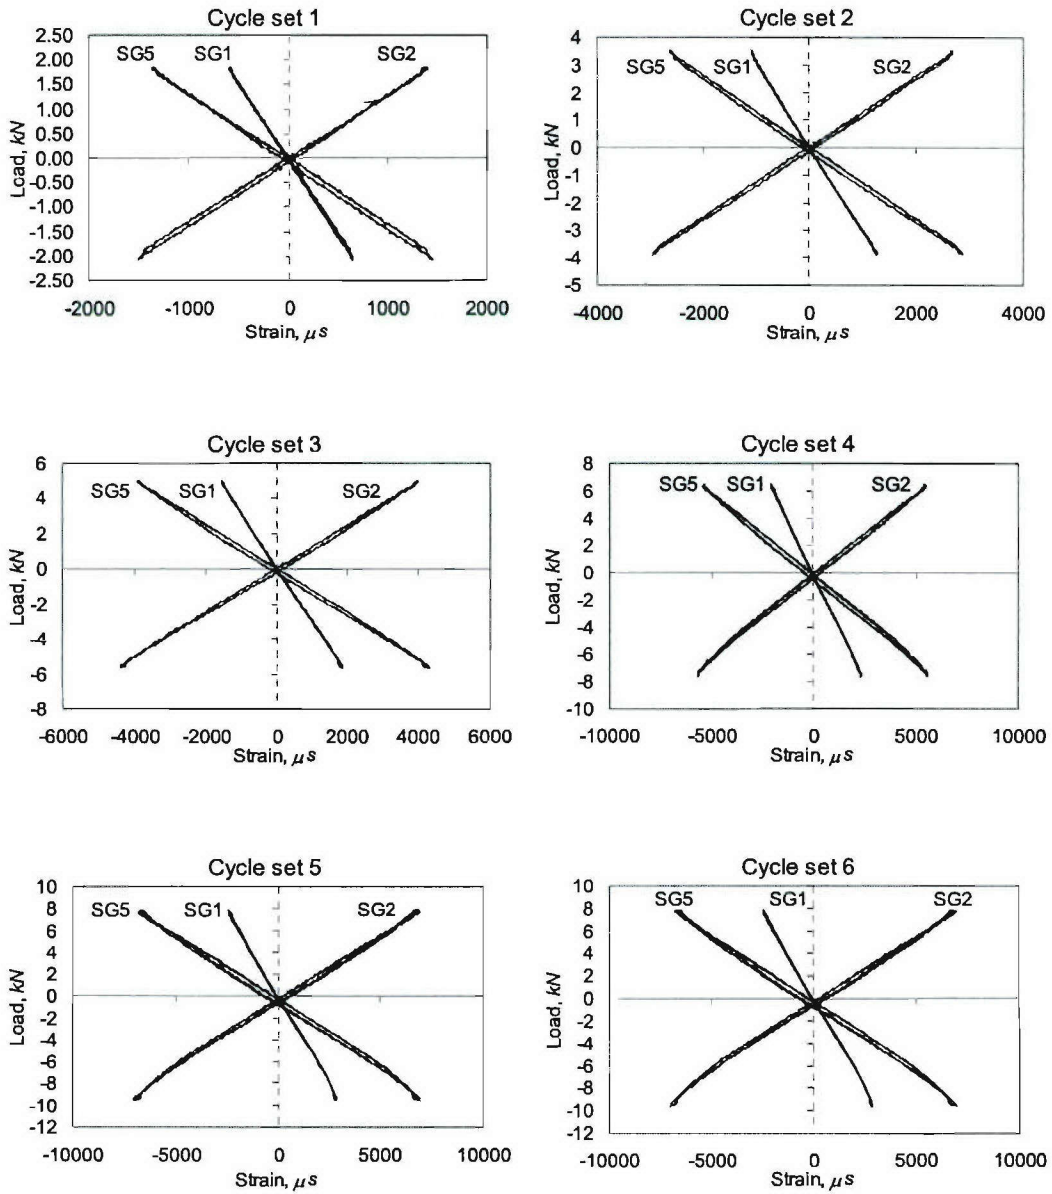 Cycle set 1
2.50
2.00
1.50
1.00
0.50
0.00
-0.50
-1.00
-1.50
-2.00
-2.50
Load, kN
SG5 SG1 SG2
-2000 -1000 0 1000 2000
Strain, μs
Cycle set 2
4
3
2
1
0
-1
-2
-3
-4
-5
Load, kN
SG5 SG1 SG2
-4000 -2000 0 2000 4000
Strain, μs
Cycle set 3
6
4
2
0
-2
-4
-6
-8
Load, kN
SG5 SG1 SG2
-6000 -4000 -2000 0 2000 4000 6000
Strain, μs
Cycle set 4
8
6
4
2
0
-2
-4
-6
-8
-10
Load, kN
SG5 SG1 SG2
-10000 -5000 0 5000 10000
Strain, μs
Cycle set 5
10
8
6
4
2
0
-2
-4
-6
-8
-10
-12
Load, kN
SG5 SG1 SG2
-10000 -5000 0 5000 10000
Strain, μs
Cycle set 6
10
8
6
4
2
0
-2
-4
-6
-8
-10
-12
Load, kN
SG5 SG1 SG2
-10000 -5000 0 5000 10000
Strain, μs